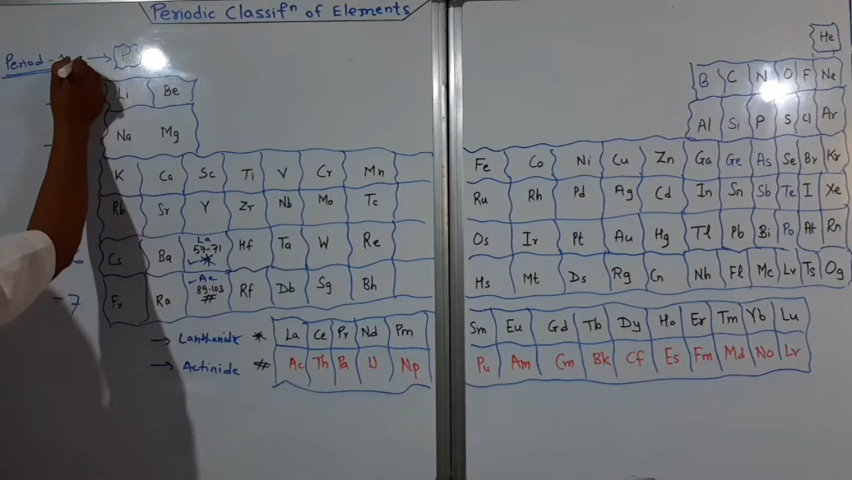 Periodic Classifⁿ of Elements
He
Period
Li Be B C N O F Ne
Na Mg Al Si P S Cl Ar
K Ca Sc Ti V Cr Mn Fe Co Ni Cu Zn Ga Ge As Se Br Kr
Rb Sr Y Zr Nb Mo Tc Ru Rh Pd Ag Cd In Sn Sb Te I Xe
Cs Ba La 57-71 * Hf Ta W Re Os Ir Pt Au Hg Tl Pb Bi Po At Rn
-7 Fr Ra Ac 89-103 # Rf Db Sg Bh Hs Mt Ds Rg Cn Nh Fl Mc Lv Ts Og
→ Lanthanide * La Ce Pr Nd Pm Sm Eu Gd Tb Dy Ho Er Tm Yb Lu
→ Actinide # Ac Th Pa U Np Pu Am Cm Bk Cf Es Fm Md No Lr